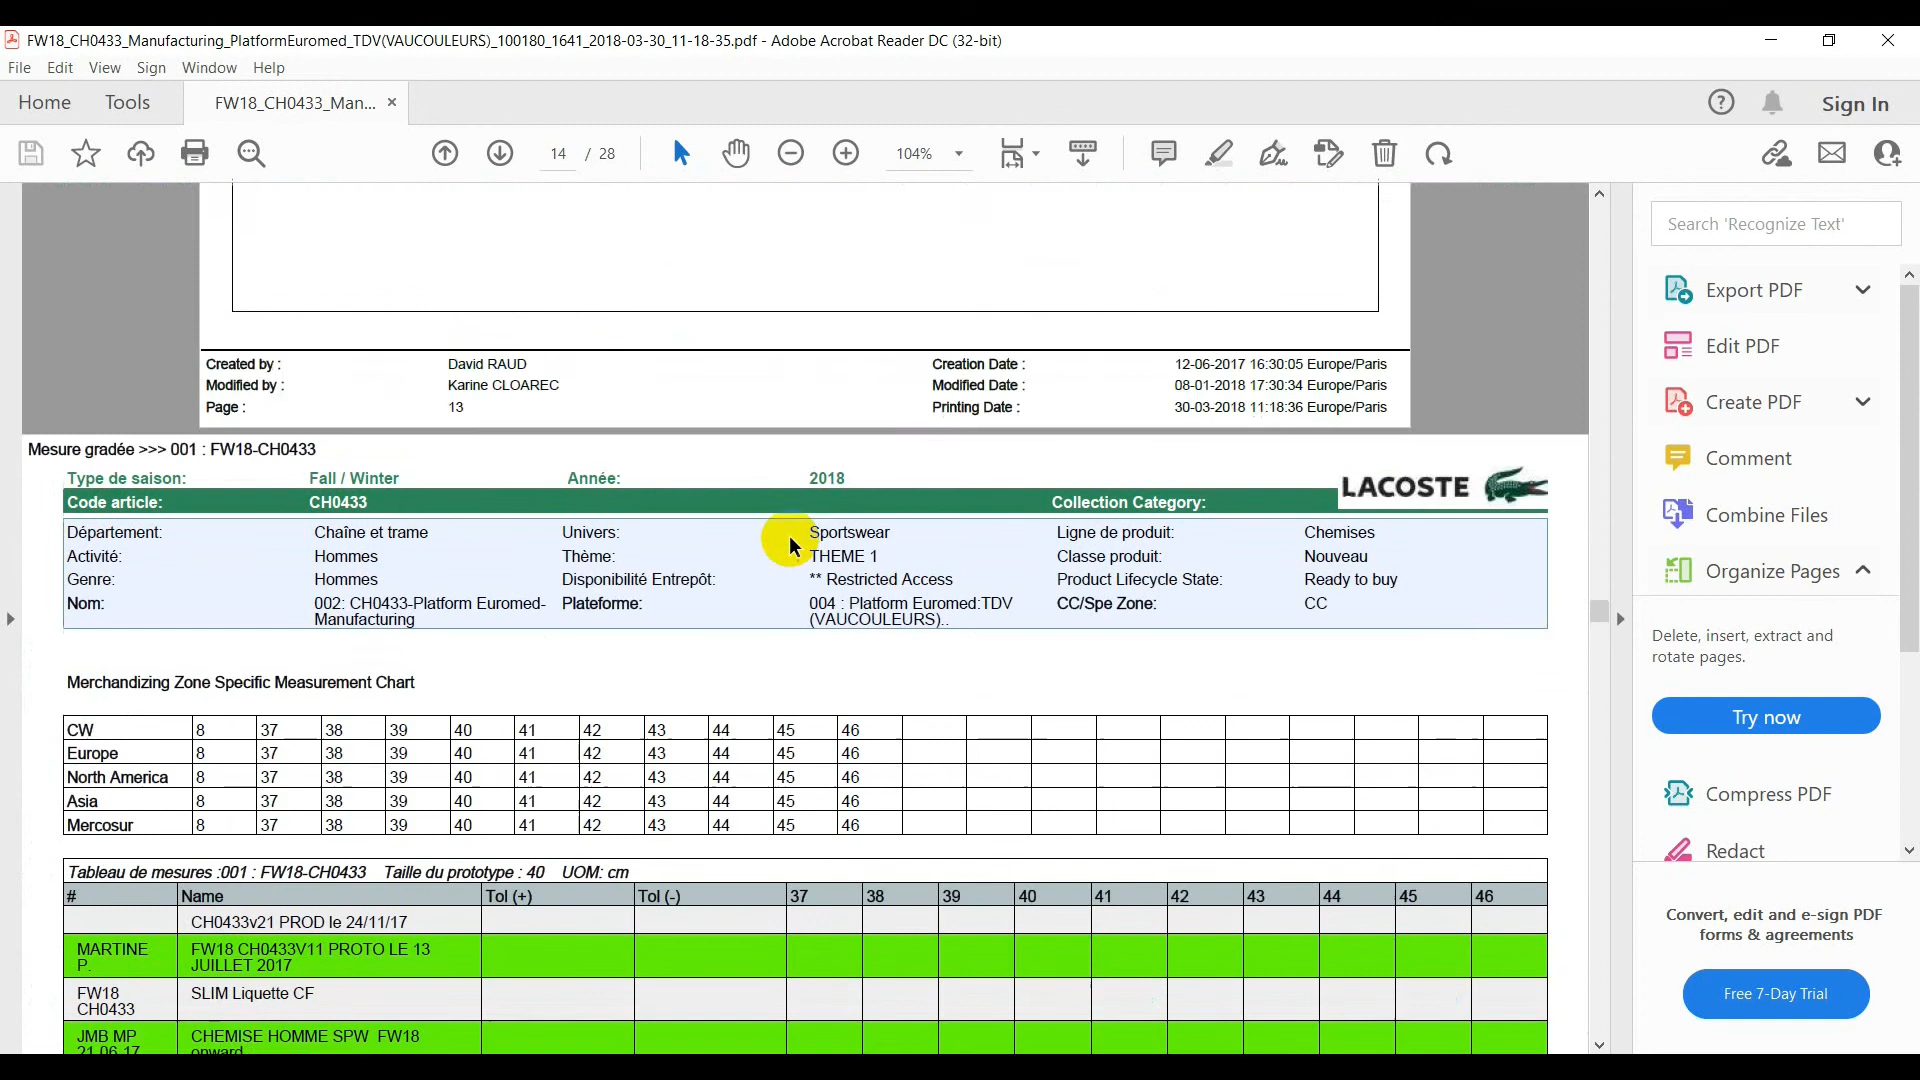 FW18_CH0433_Manufacturing_PlatformEuromed_TDV(VAUCOULEURS)_100180_1641_2018-03-30_11-18-35.pdf - Adobe Acrobat Reader DC (32-bit)
File Edit View Sign Window Help
Home Tools FW18_CH0433_Man... × Sign In
14 / 28 104%
Search 'Recognize Text'
Export PDF
Edit PDF
Create PDF
Comment
Combine Files
Organize Pages
Delete, insert, extract and
rotate pages.
Try now
Compress PDF
Redact
Convert, edit and e-sign PDF
forms & agreements
Free 7-Day Trial
Created by : David RAUD Creation Date : 12-06-2017 16:30:05 Europe/Paris
Modified by : Karine CLOAREC Modified Date : 08-01-2018 17:30:34 Europe/Paris
Page : 13 Printing Date : 30-03-2018 11:18:36 Europe/Paris
Mesure gradée >>> 001 : FW18-CH0433
Type de saison: Fall / Winter Année: 2018
LACOSTE
Code article: CH0433 Collection Category:
Département: Chaîne et trame Univers: Sportswear Ligne de produit: Chemises
Activité: Hommes Thème: THEME 1 Classe produit: Nouveau
Genre: Hommes Disponibilité Entrepôt: ** Restricted Access Product Lifecycle State: Ready to buy
Nom: 002: CH0433-Platform Euromed- Plateforme: 004 : Platform Euromed:TDV CC/Spe Zone: CC
Manufacturing (VAUCOULEURS)..
Merchandizing Zone Specific Measurement Chart
CW 8 37 38 39 40 41 42 43 44 45 46
Europe 8 37 38 39 40 41 42 43 44 45 46
North America 8 37 38 39 40 41 42 43 44 45 46
Asia 8 37 38 39 40 41 42 43 44 45 46
Mercosur 8 37 38 39 40 41 42 43 44 45 46
Tableau de mesures :001 : FW18-CH0433 Taille du prototype : 40 UOM: cm
# Name Tol (+) Tol (-) 37 38 39 40 41 42 43 44 45 46
CH0433v21 PROD le 24/11/17
MARTINE FW18 CH0433V11 PROTO LE 13
P. JUILLET 2017
FW18 SLIM Liquette CF
CH0433
JMB MP CHEMISE HOMME SPW FW18
21 06 17 onward